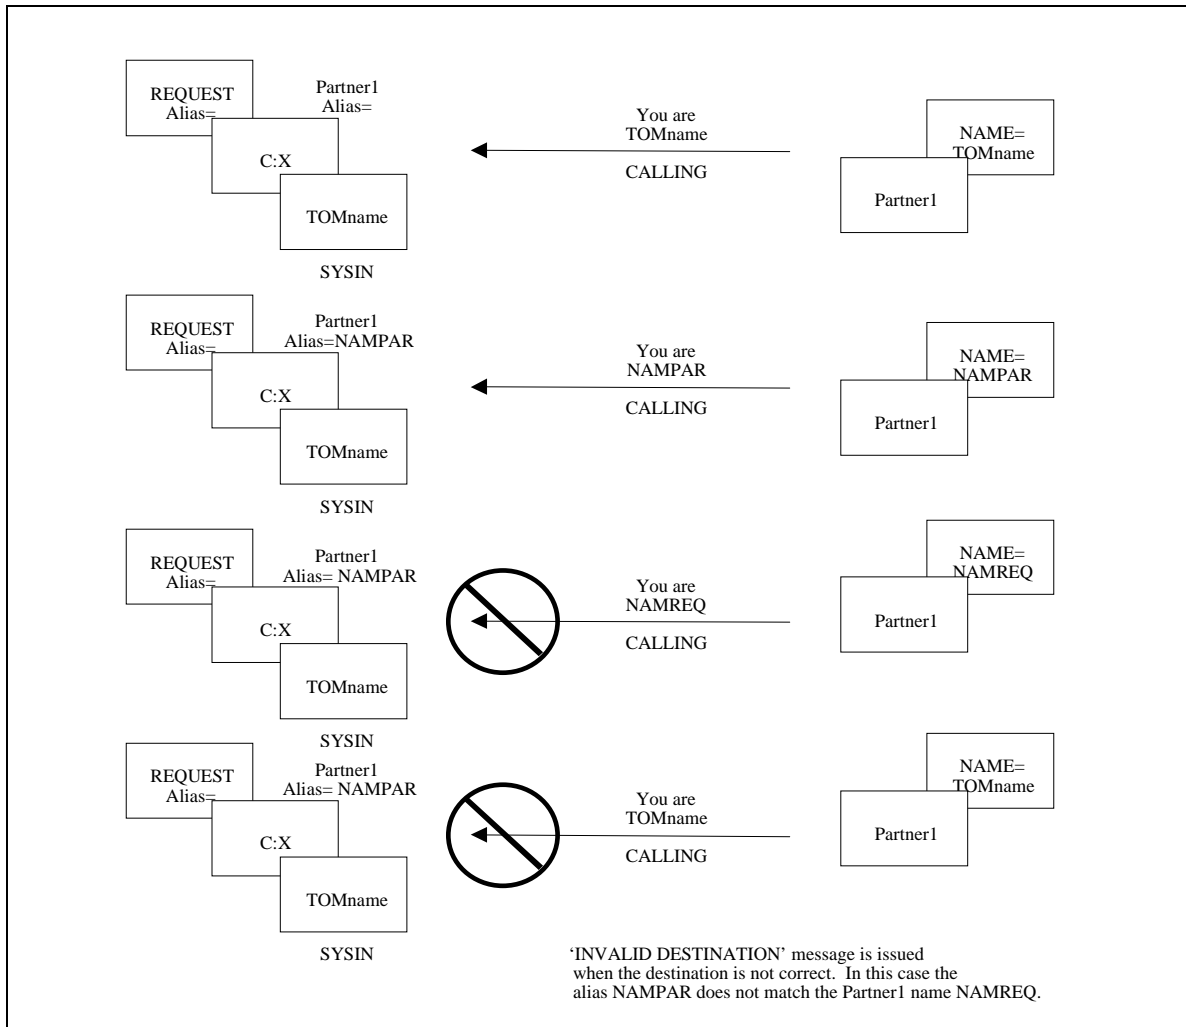 REQUEST
Alias=
Partner1
Alias=
C:X
TOMname
SYSIN
You are
TOMname
CALLING
NAME=
TOMname
Partner1
REQUEST
Alias=
Partner1
Alias=NAMPAR
C:X
TOMname
SYSIN
You are
NAMPAR
CALLING
NAME=
NAMPAR
Partner1
REQUEST
Alias=
Partner1
Alias= NAMPAR
C:X
TOMname
SYSIN
You are
NAMREQ
CALLING
NAME=
NAMREQ
Partner1
REQUEST
Alias=
Partner1
Alias= NAMPAR
C:X
TOMname
SYSIN
You are
TOMname
CALLING
NAME=
TOMname
Partner1
‘INVALID DESTINATION’ message is issued
when the destination is not correct.  In this case the
alias NAMPAR does not match the Partner1 name NAMREQ.